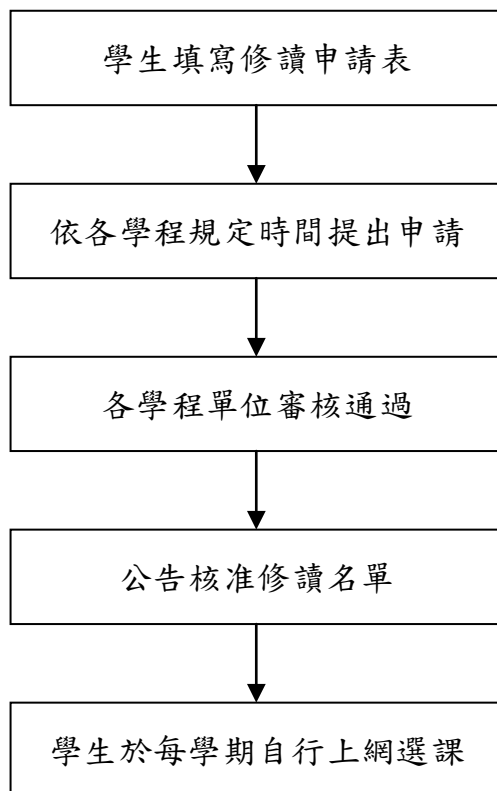 學生填寫修讀申請表
依各學程規定時間提出申請
各學程單位審核通過
公告核准修讀名單
學生於每學期自行上網選課